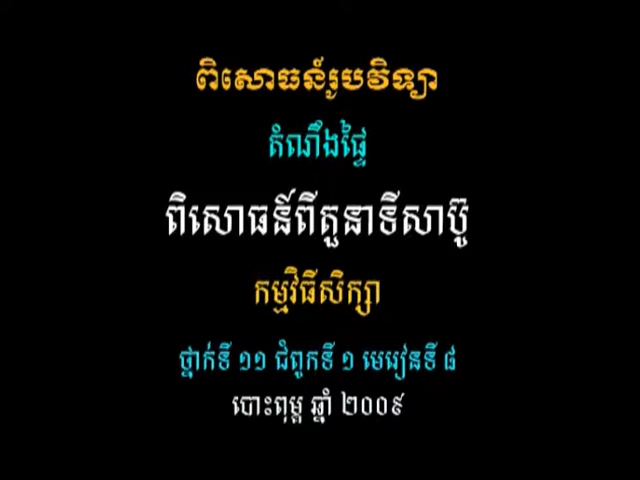 ពិសោធន៍រូបវិទ្យា
តំណឹងផ្ទៃ
ពិសោធន៍ពីតួនាទីសាប៊ូ
កម្មវិធីសិក្សា
ថ្នាក់ទី ១១ ជំពូកទី ១ មេរៀនទី ៨
បោះពុម្ព ឆ្នាំ ២០០៩